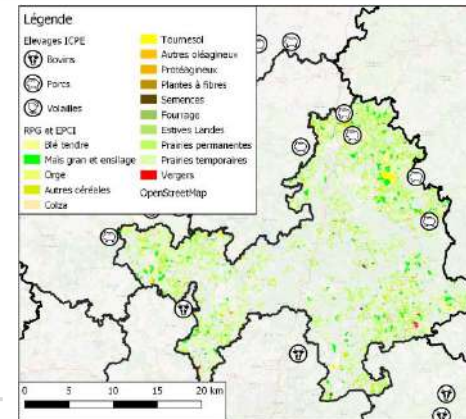 Légende
Elevages ICPE
Bovins
Porcs
Volailles
RPG et EPCI
Blé tendre
Mais grain et ensilage
Orge
Autres céréales
Colza
Tournesol
Autres oléagineux
Protéagineux
Plantes à fibres
Semences
Fourrage
Estives Landes
Prairies permanentes
Prairies temporaires
Vergers
OpenStreetMap
0 5 10 15 20 km